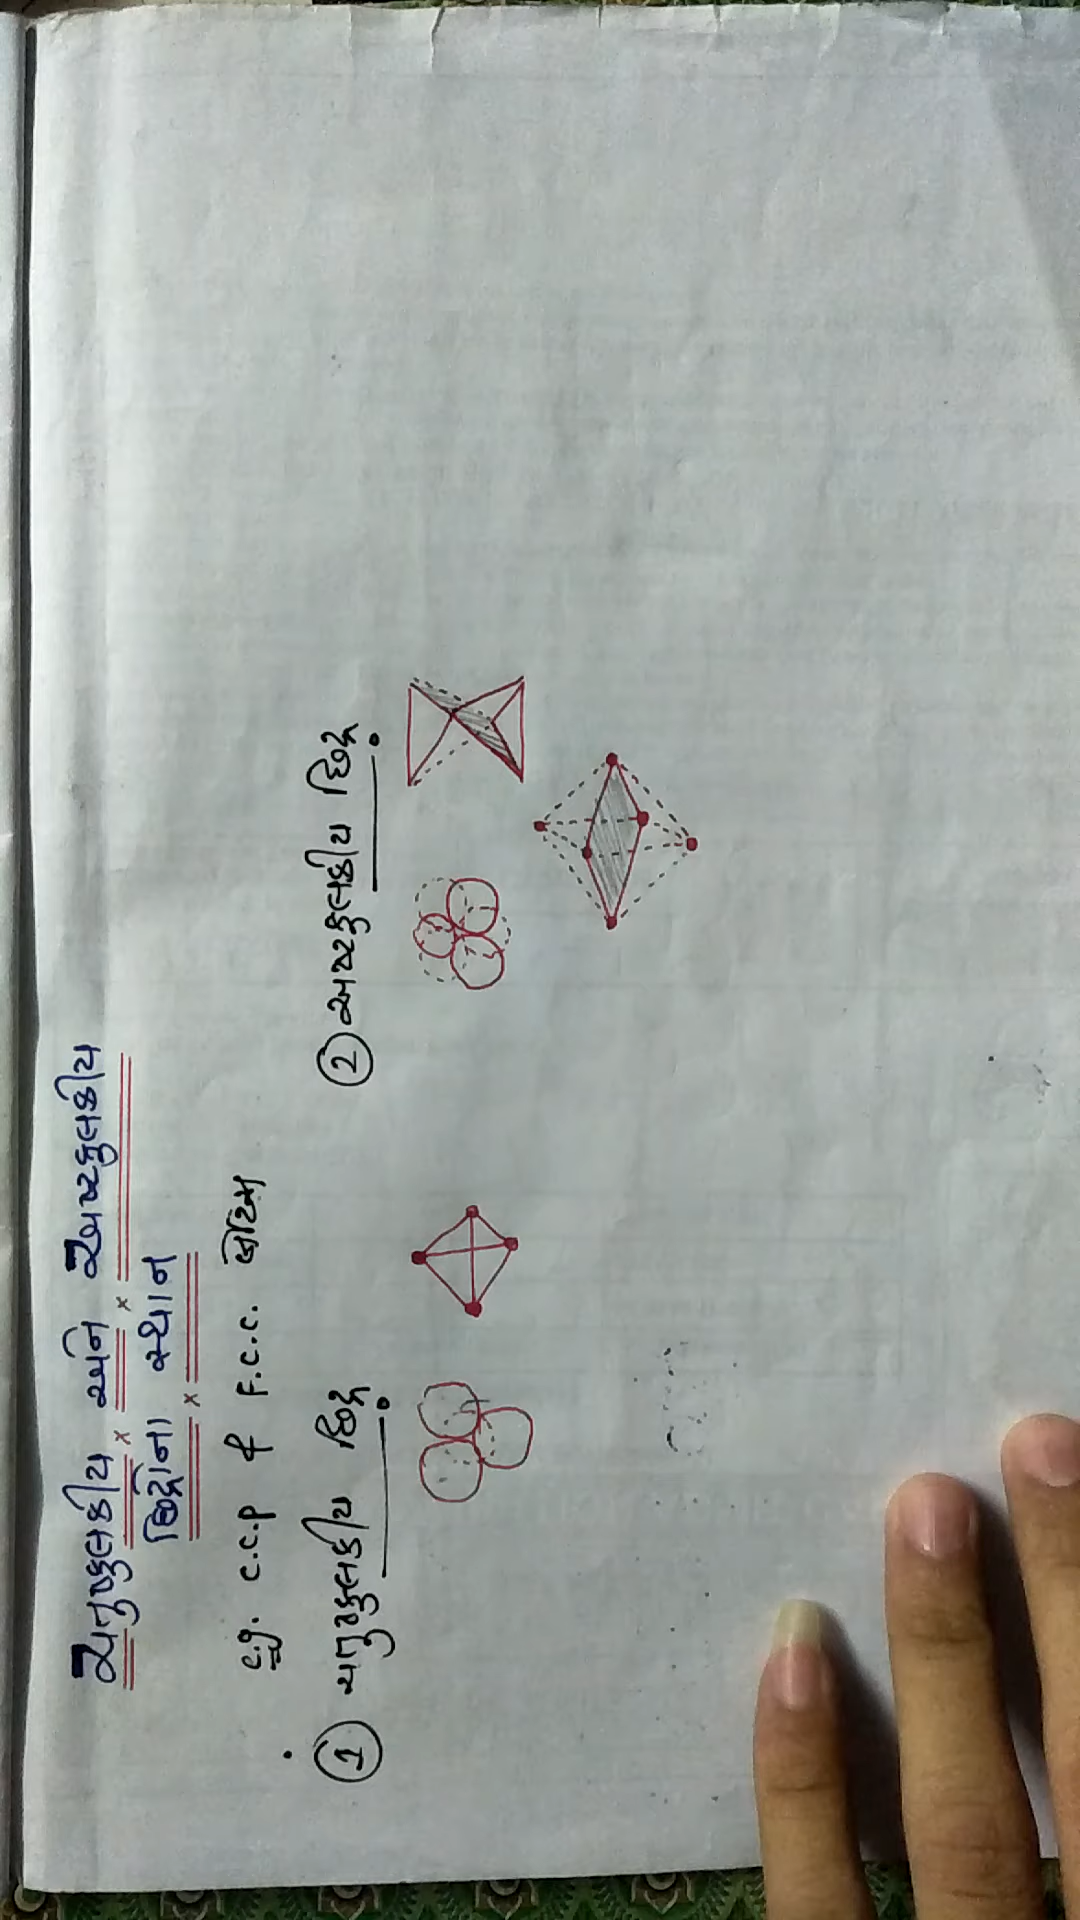 ચતુષ્ફલકીય અને અષ્ટફલકીય
છિદ્રોના સ્થાન
e.g. C.C.P & F.C.C. જાલિમ
① ચતુષ્ફલકીય છિદ્ર
② અષ્ટફલકીય છિદ્ર